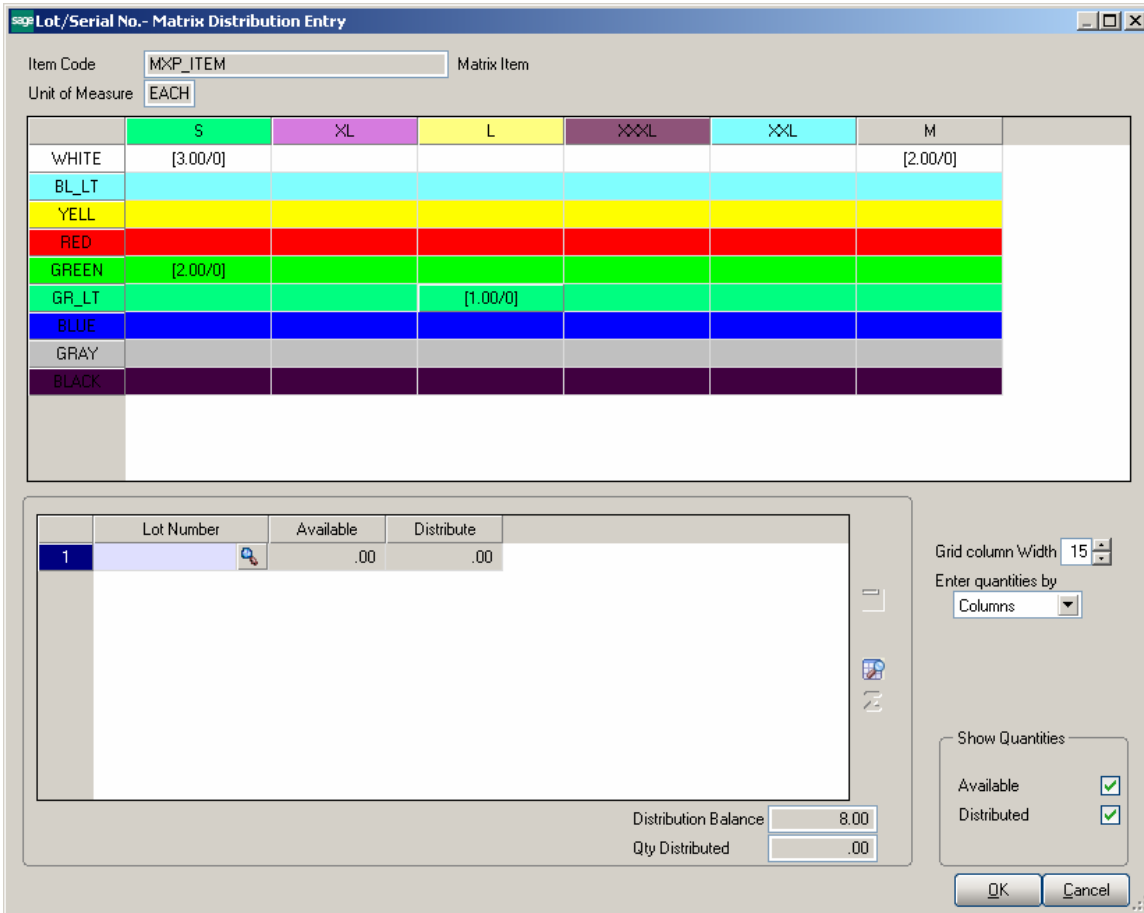 sage Lot/Serial No.- Matrix Distribution Entry
Item Code MXP_ITEM Matrix Item
Unit of Measure EACH
S XL L XXXL XXL M
WHITE [3.00/0] [2.00/0]
BL_LT
YELL
RED
GREEN [2.00/0]
GR_LT [1.00/0]
BLUE
GRAY
BLACK
Lot Number Available Distribute
1 .00 .00
Grid column Width 15
Enter quantities by
Columns
Show Quantities
Available
Distributed
Distribution Balance 8.00
Qty Distributed .00
OK Cancel